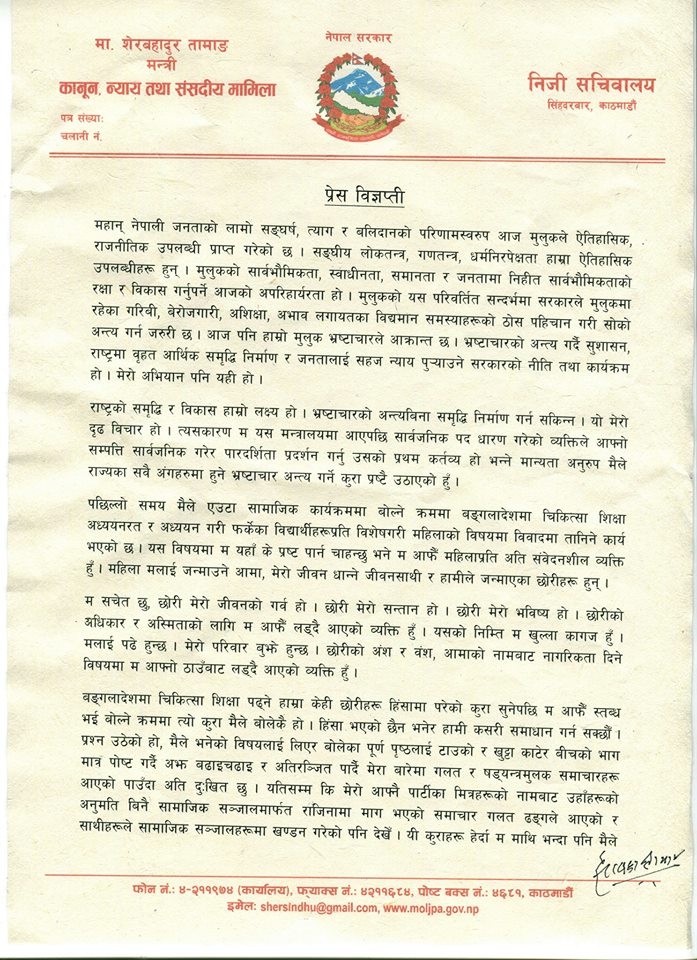 मा. शेरबहादुर तामाङ
मन्त्री
कानून, न्याय तथा संसदीय मामिला
पत्र संख्याः
चलानी नं.
नेपाल सरकार
निजी सचिवालय
सिंहदरबार, काठमाडौं
प्रेस विज्ञप्ती
महान् नेपाली जनताको लामो सङ्घर्ष, त्याग र बलिदानको परिणामस्वरुप आज मुलुकले ऐतिहासिक,
राजनीतिक उपलब्धी प्राप्त गरेको छ । सङ्घीय लोकतन्त्र, गणतन्त्र, धर्मनिरपेक्षता हाम्रा ऐतिहासिक
उपलब्धीहरू हुन् । मुलुकको सार्वभौमिकता, स्वाधीनता, समानता र जनतामा निहीत सार्वभौमिकताको
रक्षा र विकास गर्नुपर्ने आजको अपरिहार्यरता हो । मुलुकको यस परिवर्तित सन्दर्भमा सरकारले मुलुकमा
रहेका गरिवी, बेरोजगारी, अशिक्षा, अभाव लगायतका विद्यमान समस्याहरूको ठोस पहिचान गरी सोको
अन्त्य गर्न जरुरी छ । आज पनि हाम्रो मुलुक भ्रष्टाचारले आक्रान्त छ । भ्रष्टाचारको अन्त्य गर्दै सुशासन,
राष्ट्रमा वृहत आर्थिक समृद्धि निर्माण र जनतालाई सहज न्याय पुऱ्याउने सरकारको नीति तथा कार्यक्रम
हो । मेरो अभियान पनि यही हो ।
राष्ट्रको समृद्धि र विकास हाम्रो लक्ष्य हो । भ्रष्टाचारको अन्त्यविना समृद्धि निर्माण गर्न सकिन्न । यो मेरो
दृढ विचार हो । त्यसकारण म यस मन्त्रालयमा आएपछि सार्वजनिक पद धारण गरेको व्यक्तिले आफ्नो
सम्पत्ति सार्वजनिक गरेर पारदर्शिता प्रदर्शन गर्नु उसको प्रथम कर्तव्य हो भन्ने मान्यता अनुरुप मैले
राज्यका सवै अंगहरुमा हुने भ्रष्टाचार अन्त्य गर्ने कुरा प्रष्टै उठाएको हुँ ।
पछिल्लो समय मैले एउटा सामाजिक कार्यक्रममा बोल्ने क्रममा बङ्गलादेशमा चिकित्सा शिक्षा
अध्ययनरत र अध्ययन गरी फर्केका विद्यार्थीहरूप्रति विशेषगरी महिलाको विषयमा विवादमा तानिने कार्य
भएको छ । यस विषयमा म यहाँ के प्रष्ट पार्न चाहन्छु भने म आफैं महिलाप्रति अति संवेदनशील व्यक्ति
हुँ । महिला मलाई जन्माउने आमा, मेरो जीवन धान्ने जीवनसाथी र हामीले जन्माएका छोरीहरू हुन् ।
म सचेत छु, छोरी मेरो जीवनको गर्व हो । छोरी मेरो सन्तान हो । छोरी मेरो भविष्य हो । छोरीको
अधिकार र अस्मिताको लागि म आफैं लड्दै आएको व्यक्ति हुँ । यसको निम्ति म खुल्ला कागज हुँ ।
मलाई पढे हुन्छ । मेरो परिवार वुझे हुन्छ । छोरीको अंश र वंश, आमाको नामबाट नागरिकता दिने
विषयमा म आफ्नो ठाउँबाट लड्दै आएको व्यक्ति हुँ ।
बङ्गलादेशमा चिकित्सा शिक्षा पढ्ने हाम्रा केही छोरीहरू हिंसामा परेको कुरा सुनेपछि म आफैं स्तब्ध
भई बोल्ने क्रममा त्यो कुरा मैले बोलेकै हो । हिंसा भएको छैन भनेर हामी कसरी समाधान गर्न सक्छौँ ।
प्रश्न उठेको हो, मैले भनेको विषयलाई लिएर बोलेका पूर्ण पृष्ठलाई टाउको र खुट्टा काटेर बीचको भाग
मात्र पोष्ट गर्दै अझ बढाइचढाइ र अतिरञ्जित पार्दै मेरा बारेमा गलत र षड्यन्त्रमुलक समाचारहरू
आएको पाउँदा अति दुःखित छु । यतिसम्म कि मेरो आफ्नै पार्टीका मित्रहरूको नामबाट उहाँहरूको
अनुमति विनै सामाजिक सञ्जालमार्फत राजिनामा माग भएको समाचार गलत ढङ्गले आएको र
साथीहरूले सामाजिक सञ्जालहरूमा खण्डन गरेको पनि देखेँ । यी कुराहरू हेर्दा म माथि भन्दा पनि मैले
फोन नं.: ४-२११९७४ (कार्यालय), फ्याक्स नं.: ४२११६८४, पोष्ट बक्स नं.: ४६८१, काठमाडौं
इमेल: shersindhu@gmail.com, www.moljpa.gov.np